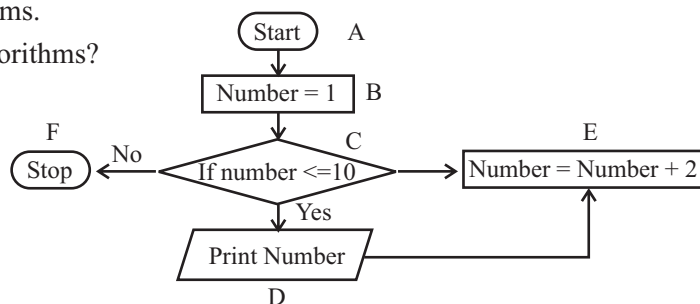 ms.
orithms?
Start A
Number = 1 B
F C E
Stop No If number <=10 Number = Number + 2
Yes
Print Number
D